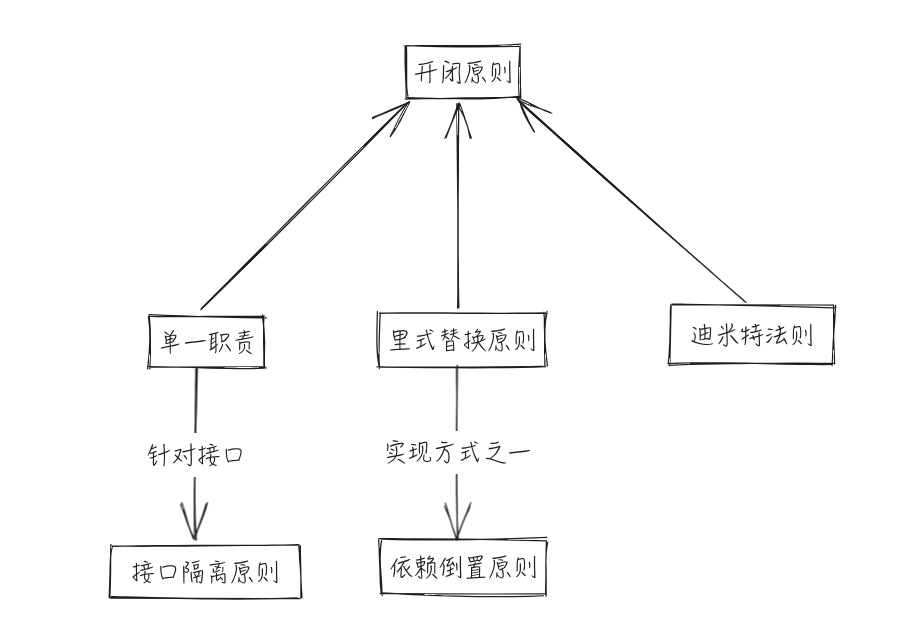 开闭原则
单一职责
里式替换原则
迪米特法则
针对接口
实现方式之一
接口隔离原则
依赖倒置原则